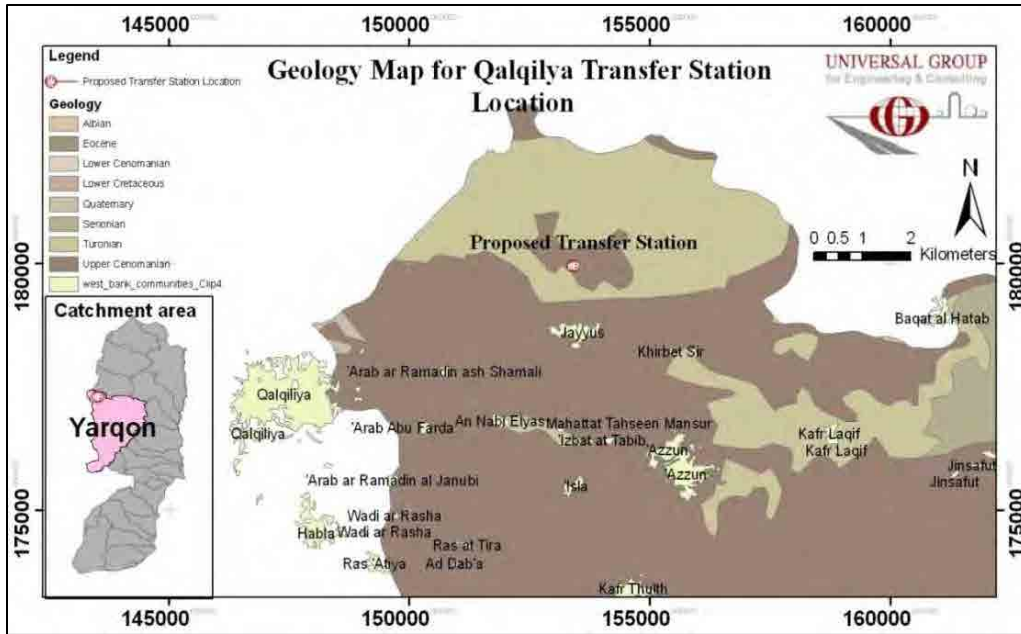 145000 150000 155000 160000
Legend
Proposed Transfer Station Location
Geology
Albian
Eocene
Lower Cenomanian
Lower Cretaceous
Quaternary
Serionian
Turonian
Upper Cenomanian
west_bank_communities_Clip4
Geology Map for Qalqilya Transfer Station
Location
UNIVERSAL GROUP
for Engineering & Consulting
N
0 0.5 1 2
Kilometers
180000
180000
Proposed Transfer Station
Catchment area
Yarqon
Baqat al Hatab
Jayyus
Khirbet Sir
'Arab ar Ramadin ash Shamali
Qalqiliya
An Nabi Elyas
Mahattat Tahseen Mansur
Qalqiliya
'Arab Abu Farda
'Izbat at Tabib
Kafr Laqif
'Azzun
Kafr Laqif
'Azzun
Jinsafut
Jinsafut
'Arab ar Ramadin al Janubi
'Isla
175000
175000
Wadi ar Rasha
Habla
Wadi ar Rasha
Ras at Tira
Ras 'Atiya
Ad Dab'a
Kafr Thulth
145000 150000 155000 160000